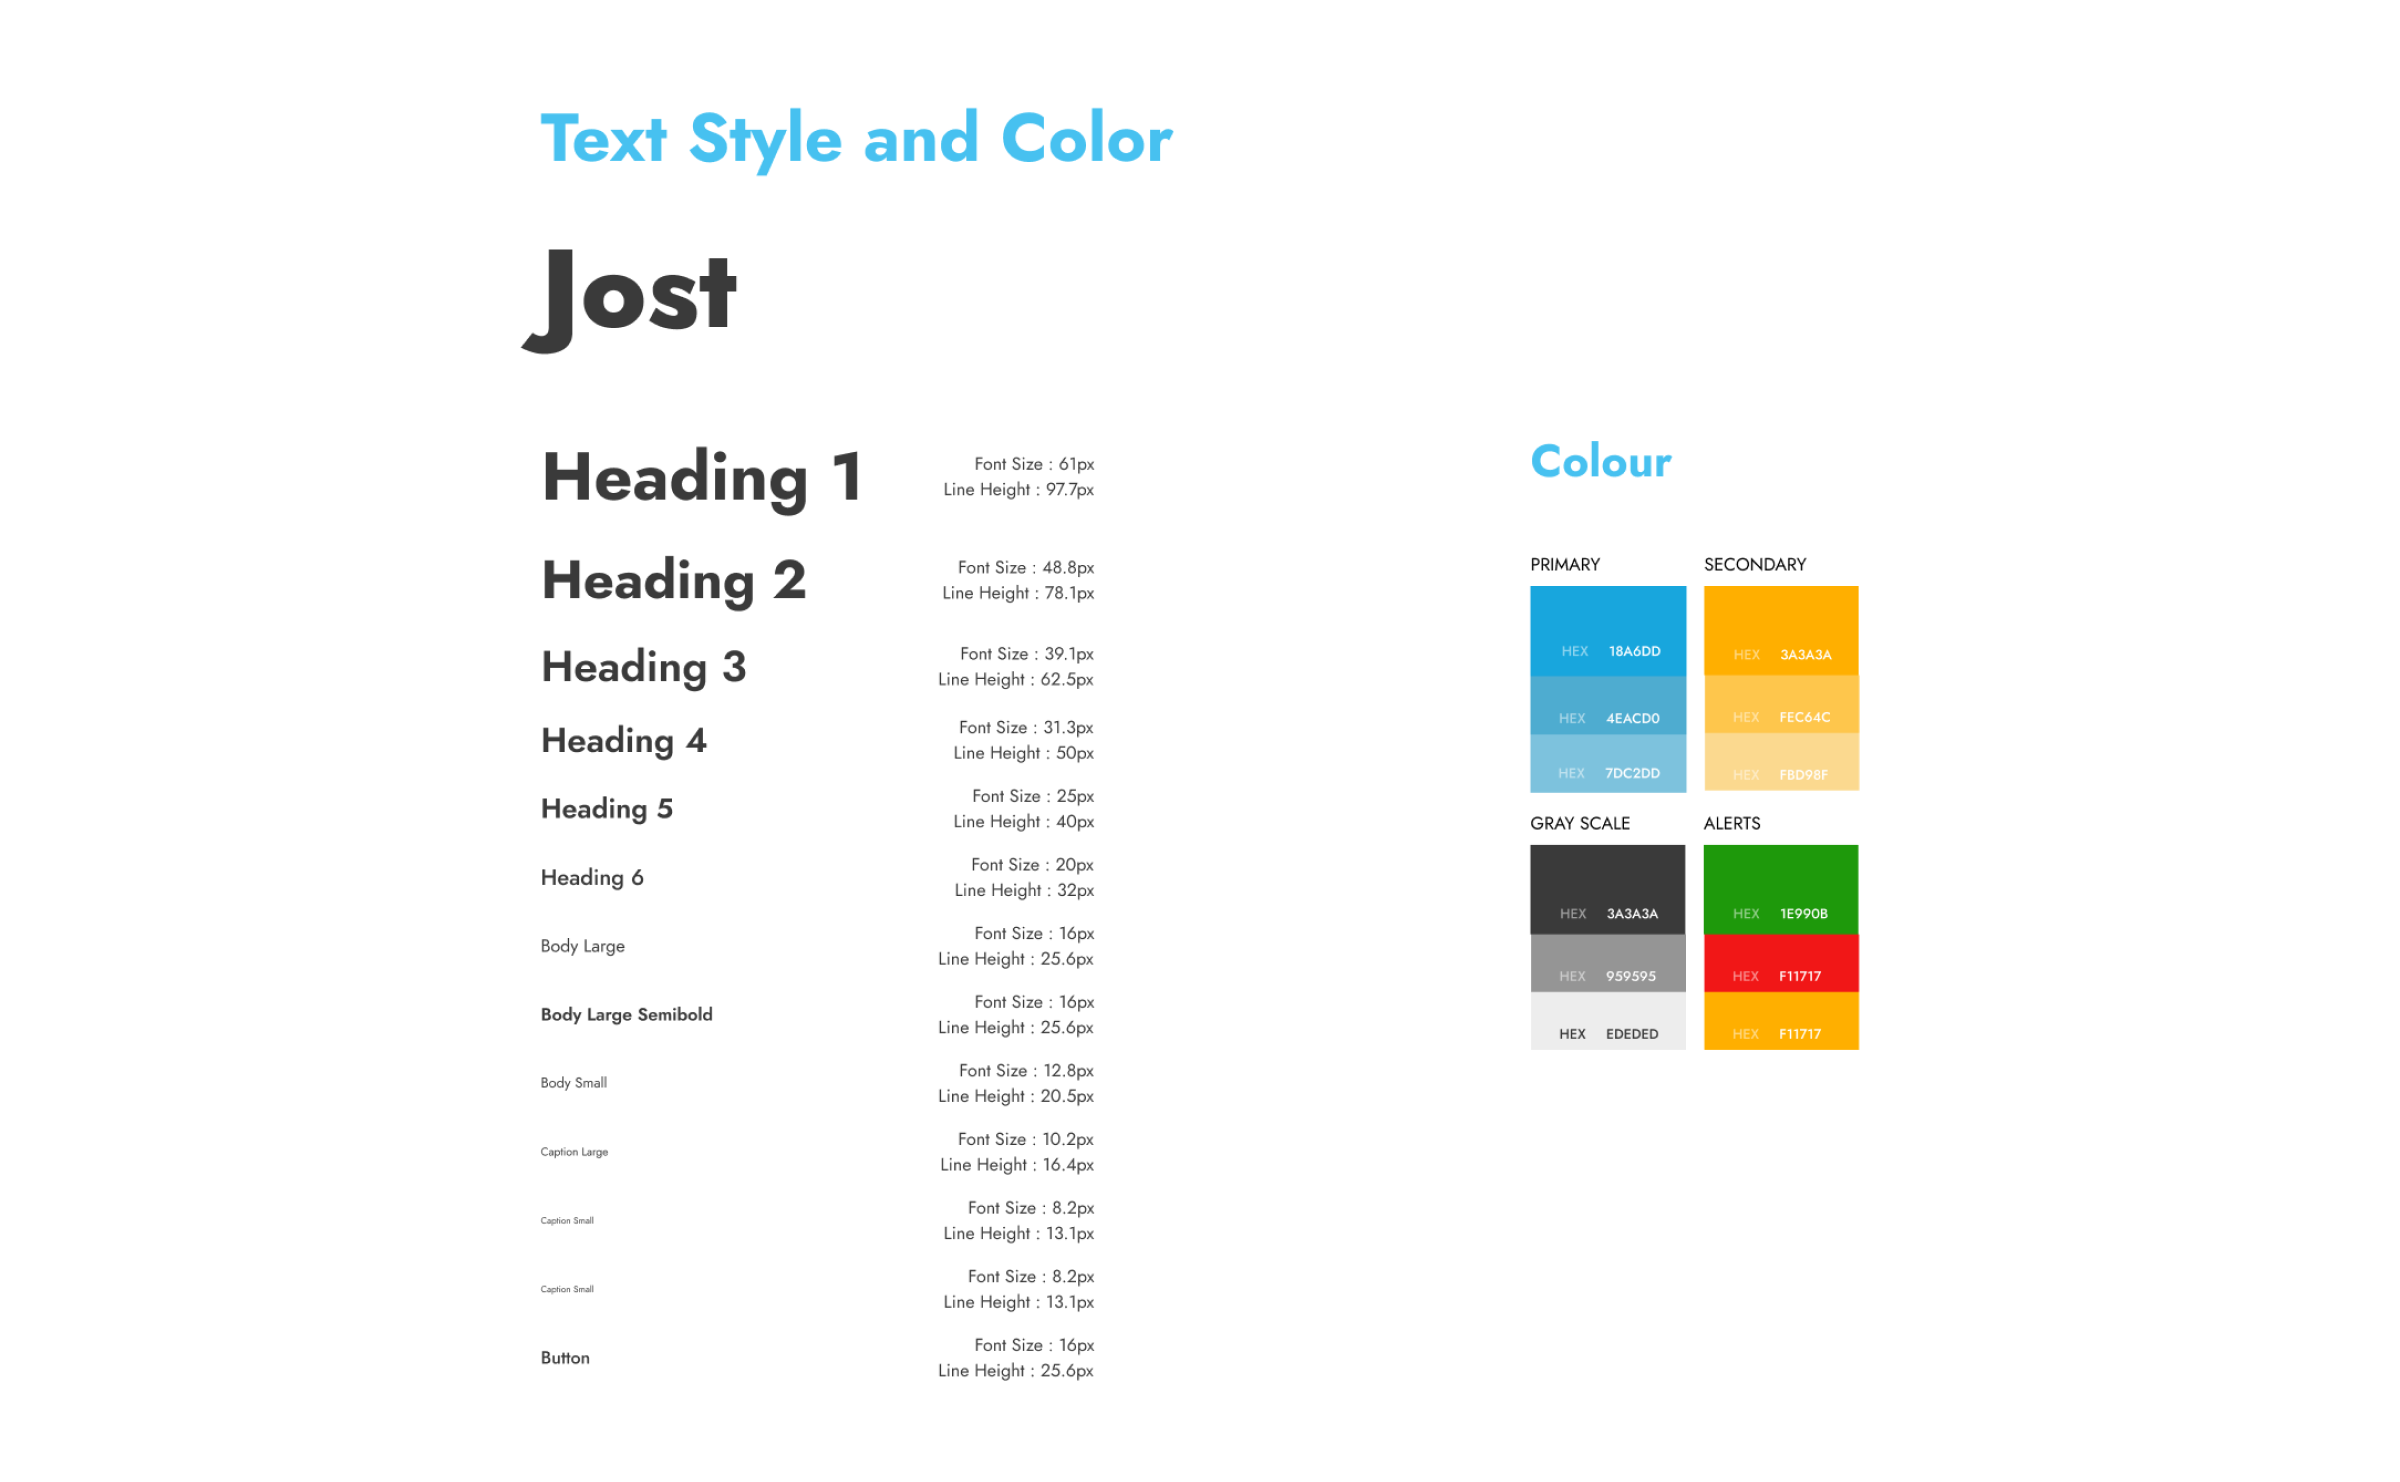 Text Style and Color
Jost
Heading 1
Font Size : 61px
Line Height : 97.7px
Heading 2
Font Size : 48.8px
Line Height : 78.1px
Heading 3
Font Size : 39.1px
Line Height : 62.5px
Heading 4
Font Size : 31.3px
Line Height : 50px
Heading 5
Font Size : 25px
Line Height : 40px
Heading 6
Font Size : 20px
Line Height : 32px
Body Large
Font Size : 16px
Line Height : 25.6px
Body Large Semibold
Font Size : 16px
Line Height : 25.6px
Body Small
Font Size : 12.8px
Line Height : 20.5px
Caption Large
Font Size : 10.2px
Line Height : 16.4px
Caption Small
Font Size : 8.2px
Line Height : 13.1px
Caption Small
Font Size : 8.2px
Line Height : 13.1px
Button
Font Size : 16px
Line Height : 25.6px
Colour
PRIMARY
HEX 18A6DD
HEX 4EACD0
HEX 7DC2DD
SECONDARY
HEX 3A3A3A
HEX FEC64C
HEX FBD98F
GRAY SCALE
HEX 3A3A3A
HEX 959595
HEX EDEDED
ALERTS
HEX 1E990B
HEX F11717
HEX F11717